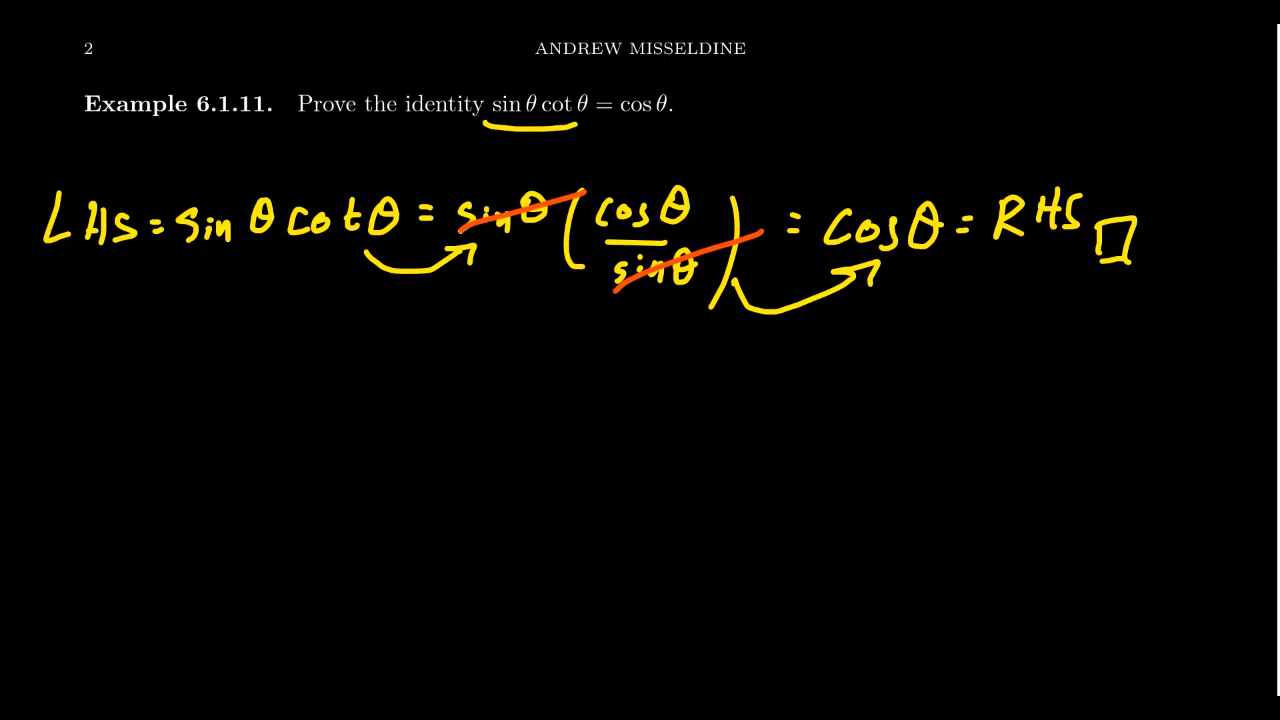 2 ANDREW MISSELDINE
Example 6.1.11. Prove the identity sin θ cot θ = cos θ.
LHS = sin θ cot θ = sin θ (cos θ / sin θ) = cos θ = RHS □